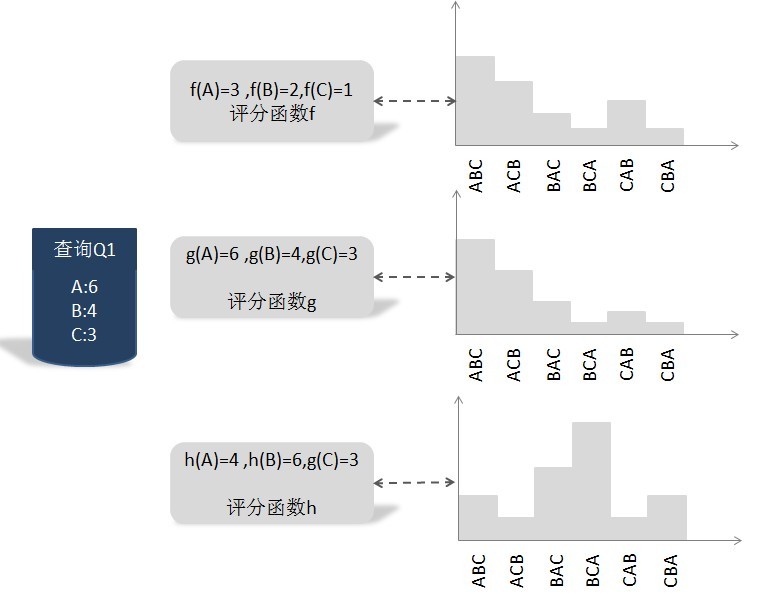 f(A)=3 ,f(B)=2,f(C)=1
评分函数f
ABC
ACB
BAC
BCA
CAB
CBA
查询Q1
A:6
B:4
C:3
g(A)=6 ,g(B)=4,g(C)=3
评分函数g
ABC
ACB
BAC
BCA
CAB
CBA
h(A)=4 ,h(B)=6,g(C)=3
评分函数h
ABC
ACB
BAC
BCA
CAB
CBA